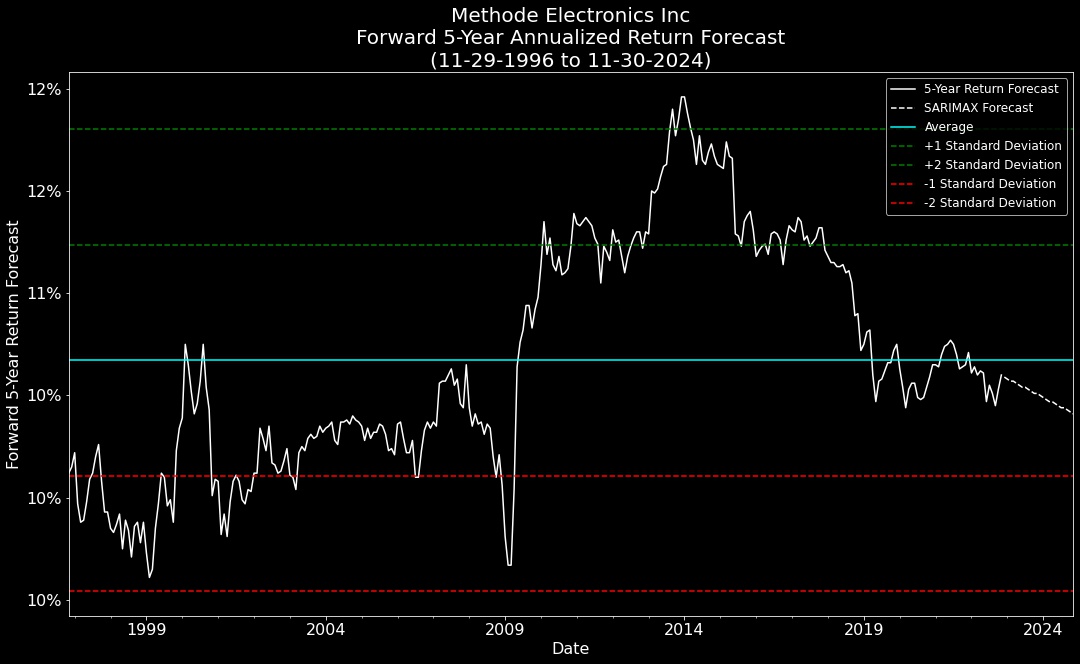 Methode Electronics Inc
Forward 5-Year Annualized Return Forecast
(11-29-1996 to 11-30-2024)
5-Year Return Forecast
SARIMAX Forecast
Average
+1 Standard Deviation
+2 Standard Deviation
-1 Standard Deviation
-2 Standard Deviation
Forward 5-Year Return Forecast
12%
12%
11%
10%
10%
10%
1999
2004
2009
2014
2019
2024
Date